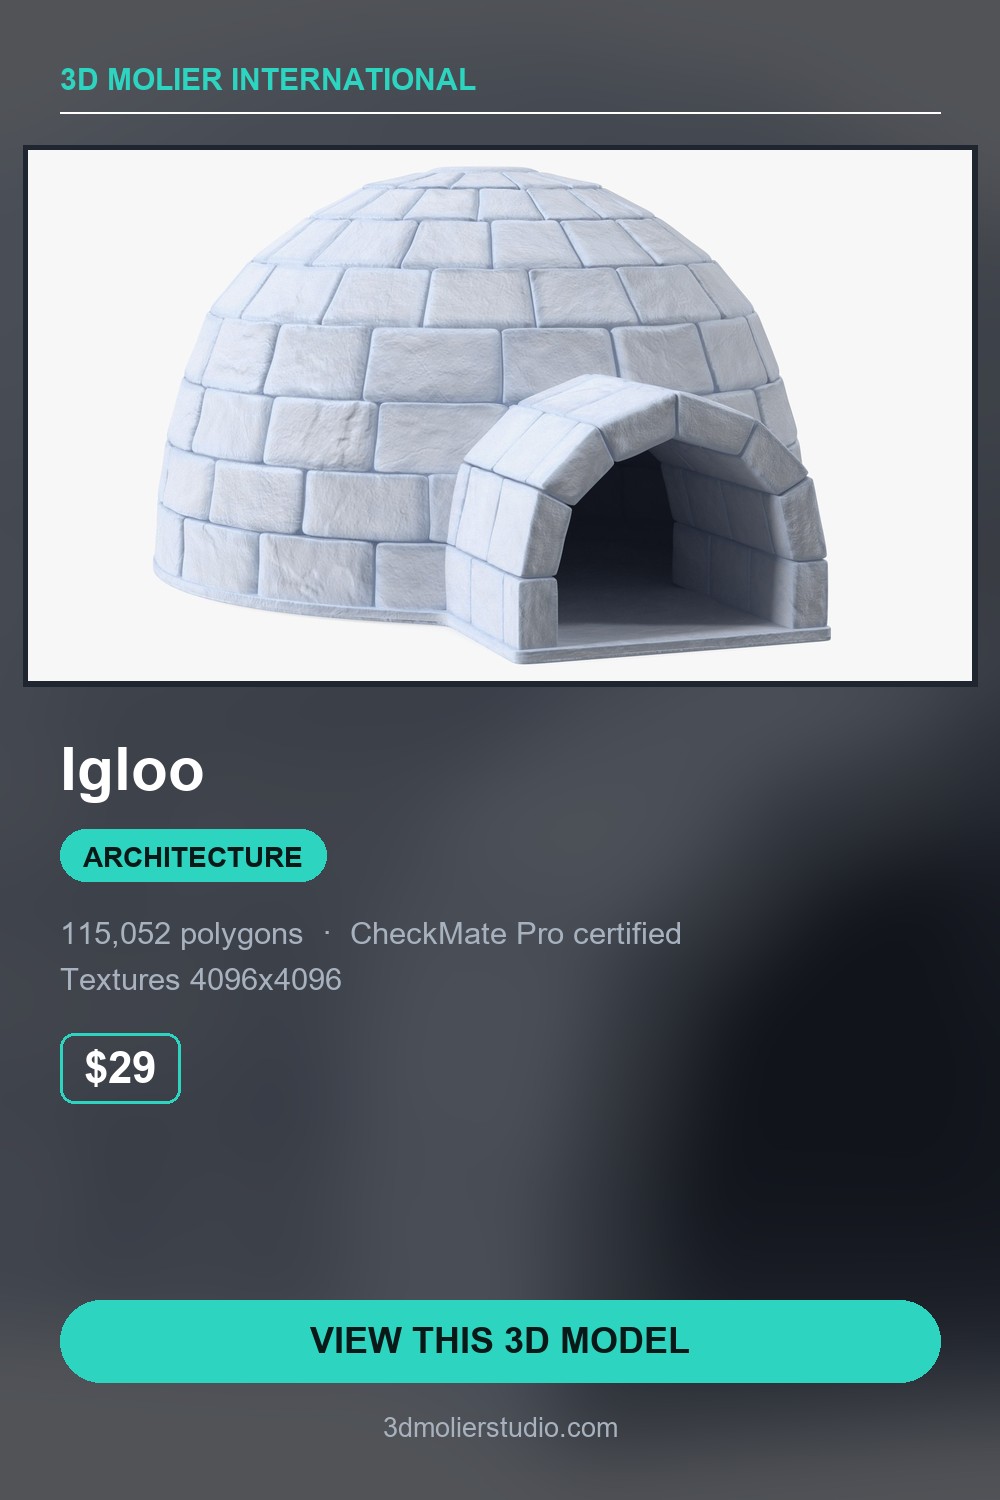 3D MOLIER INTERNATIONAL
Igloo
ARCHITECTURE
115,052 polygons · CheckMate Pro certified
Textures 4096x4096
$29
VIEW THIS 3D MODEL
3dmolierstudio.com